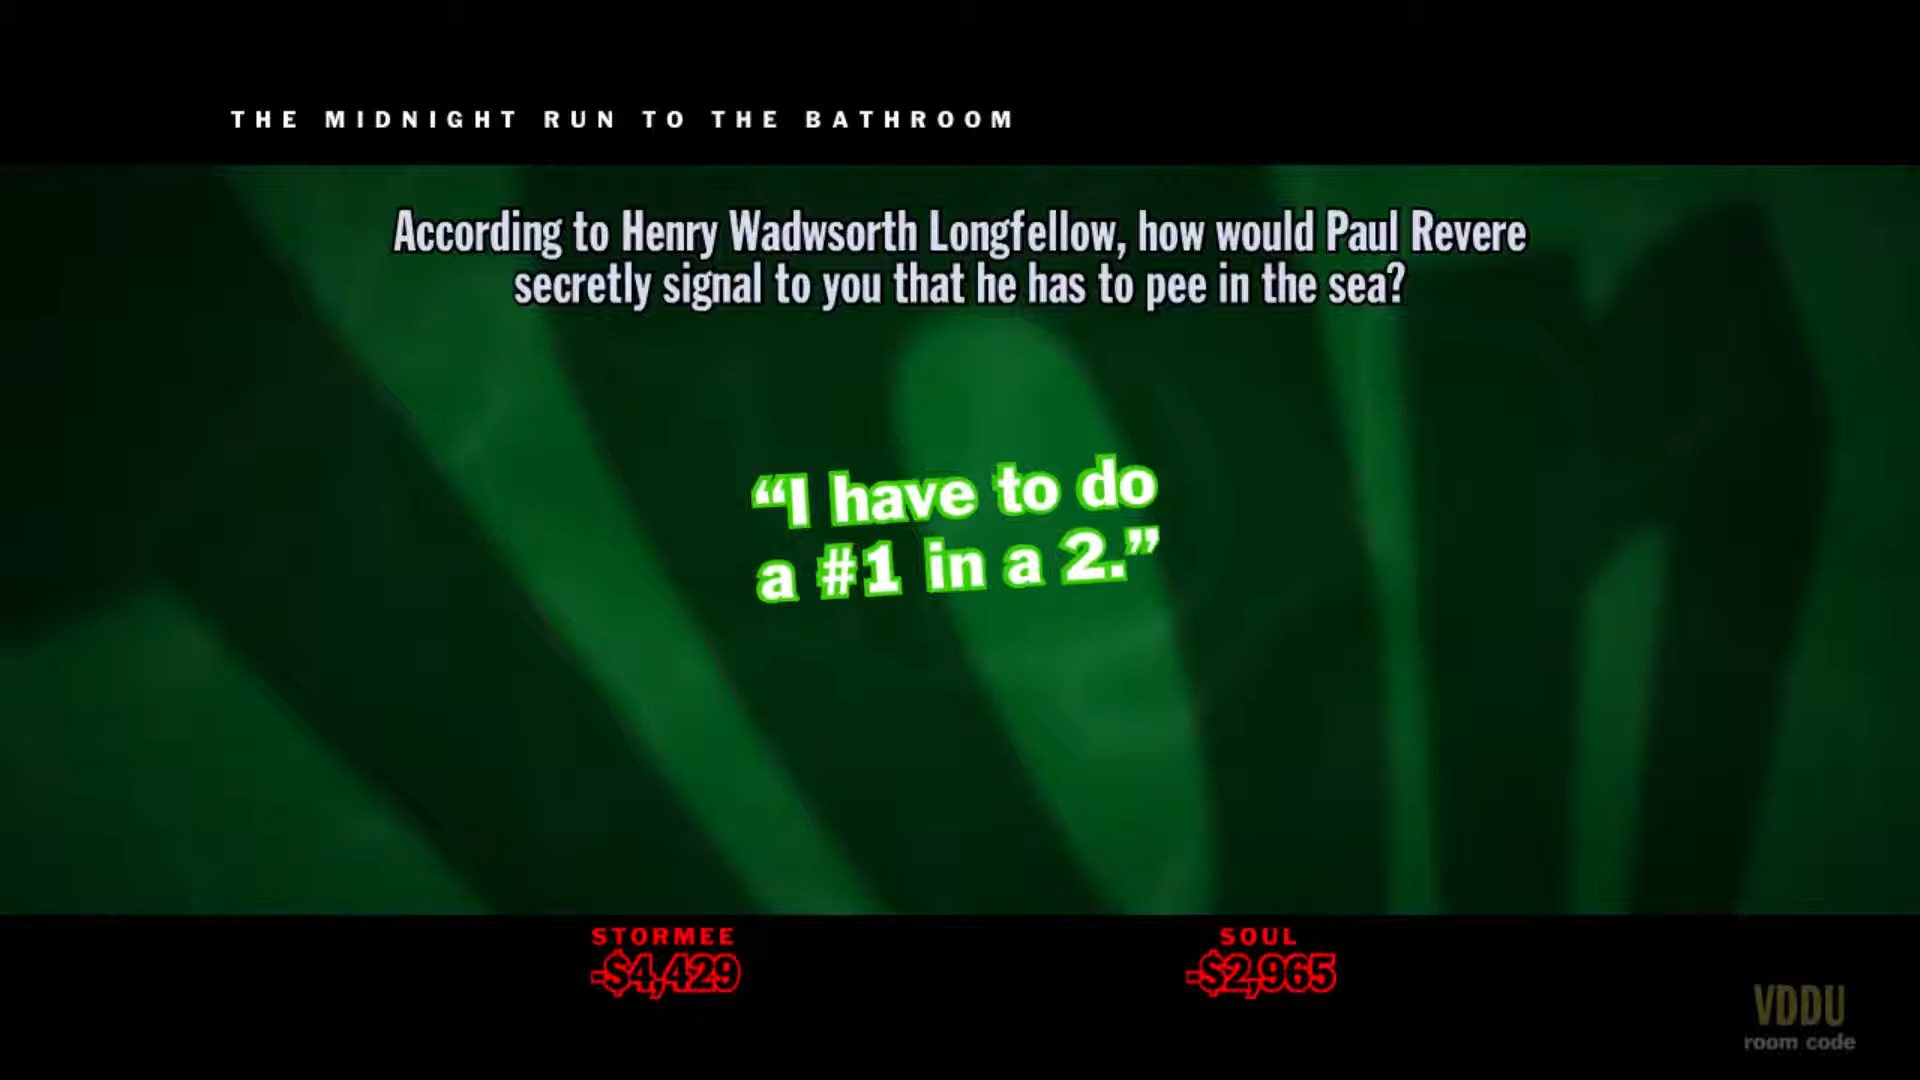 THE MIDNIGHT RUN TO THE BATHROOM
According to Henry Wadwsorth Longfellow, how would Paul Revere
secretly signal to you that he has to pee in the sea?
“I have to do
a #1 in a 2.”
STORMEE
-$4,429
SOUL
-$2,965
VDDU
room code